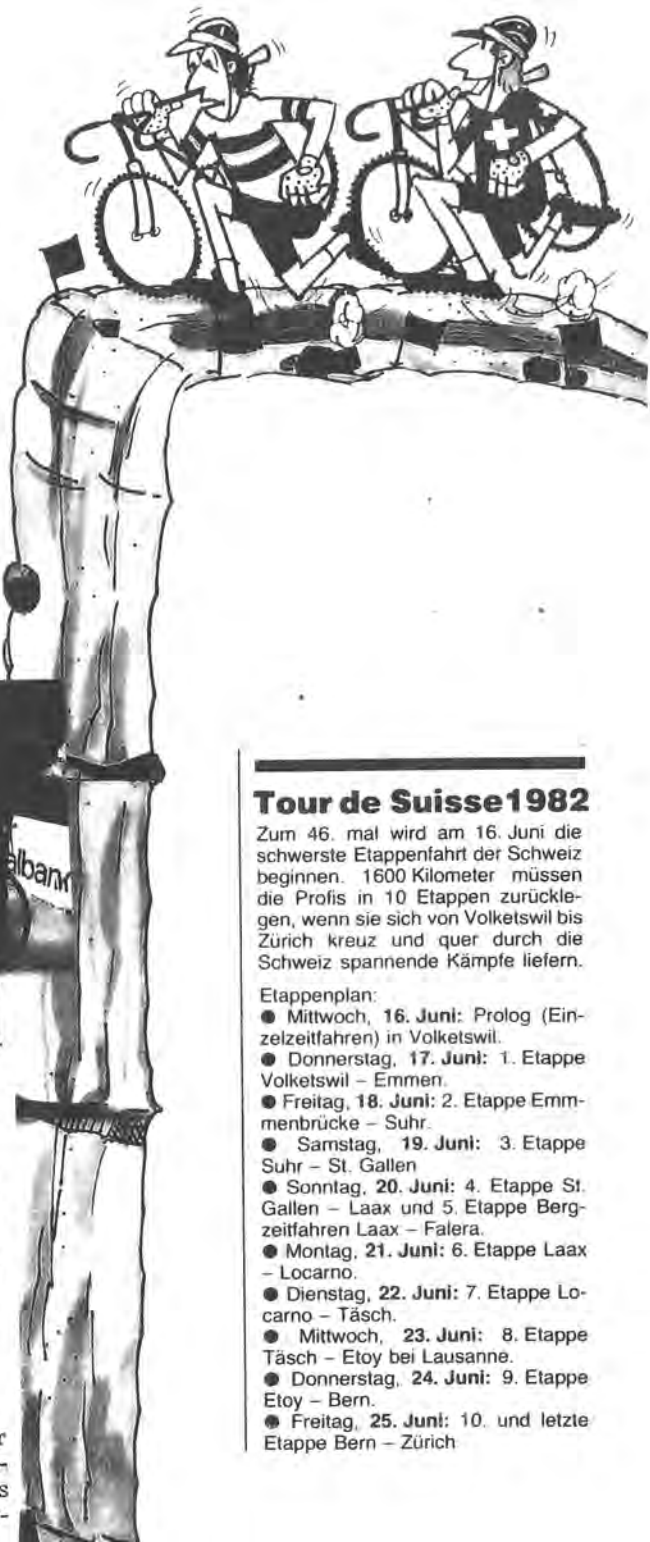 albank
Tour de Suisse 1982
Zum 46. mal wird am 16. Juni die
schwerste Etappenfahrt der Schweiz
beginnen. 1600 Kilometer müssen
die Profis in 10 Etappen zurückle-
gen, wenn sie sich von Volketswil bis
Zürich kreuz und quer durch die
Schweiz spannende Kämpfe liefern.
Etappenplan:
● Mittwoch, 16. Juni: Prolog (Ein-
zelzeitfahren) in Volketswil.
● Donnerstag, 17. Juni: 1. Etappe
Volketswil – Emmen.
● Freitag, 18. Juni: 2. Etappe Emm-
menbrücke – Suhr.
● Samstag, 19. Juni: 3. Etappe
Suhr – St. Gallen
● Sonntag, 20. Juni: 4. Etappe St.
Gallen – Laax und 5. Etappe Berg-
zeitfahren Laax – Falera.
● Montag, 21. Juni: 6. Etappe Laax
– Locarno.
● Dienstag, 22. Juni: 7. Etappe Lo-
carno – Täsch.
● Mittwoch, 23. Juni: 8. Etappe
Täsch – Etoy bei Lausanne.
● Donnerstag, 24. Juni: 9. Etappe
Etoy – Bern.
● Freitag, 25. Juni: 10. und letzte
Etappe Bern – Zürich